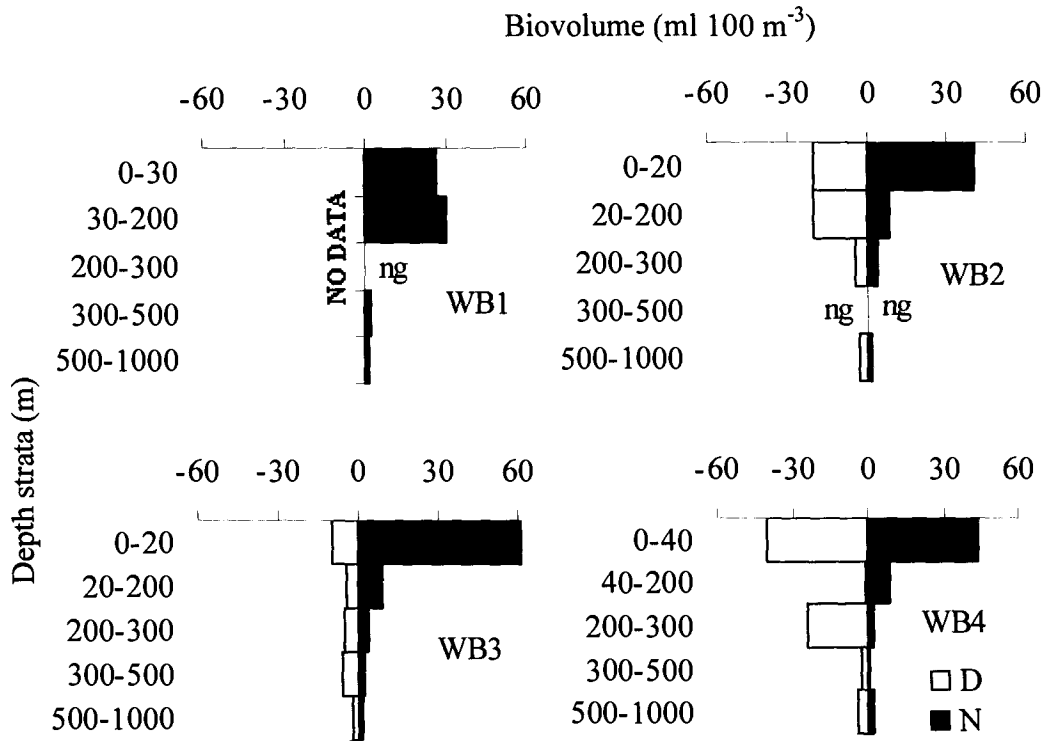 Biovolume (ml 100 m-3)
-60 -30 0 30 60
0-30
30-200
200-300
300-500
500-1000
NO DATA
ng
WB1
-60 -30 0 30 60
0-20
20-200
200-300
300-500
500-1000
ng ng
WB2
Depth strata (m)
-60 -30 0 30 60
0-20
20-200
200-300
300-500
500-1000
WB3
-60 -30 0 30 60
0-40
40-200
200-300
300-500
500-1000
WB4
D
N